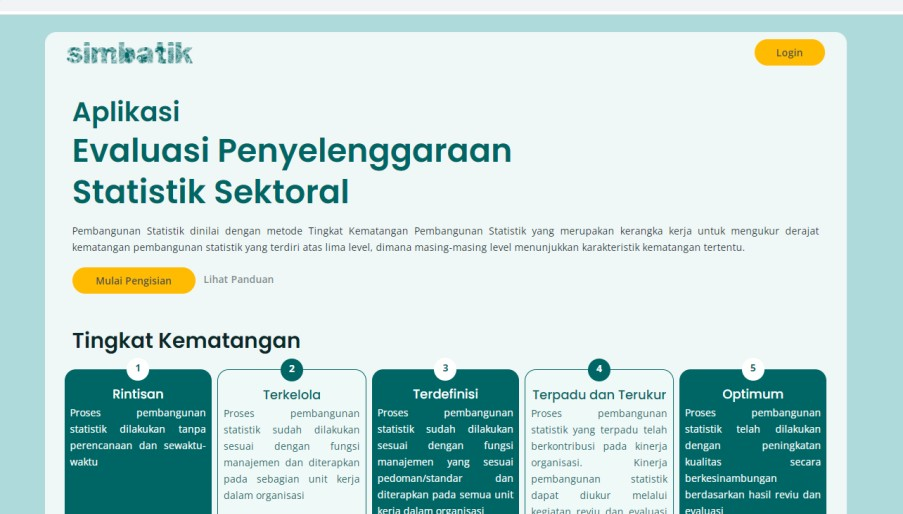 simbatik
Login
Aplikasi
Evaluasi Penyelenggaraan
Statistik Sektoral
Pembangunan Statistik dinilai dengan metode Tingkat Kematangan Pembangunan Statistik yang merupakan kerangka kerja untuk mengukur derajat
kematangan pembangunan statistik yang terdiri atas lima level, dimana masing-masing level menunjukkan karakteristik kematangan tertentu.
Mulai Pengisian
Lihat Panduan
Tingkat Kematangan
1
Rintisan
Proses pembangunan
statistik dilakukan tanpa
perencanaan dan sewaktu-
waktu
2
Terkelola
Proses pembangunan
statistik sudah dilakukan
sesuai dengan fungsi
manajemen dan diterapkan
pada sebagian unit kerja
dalam organisasi
3
Terdefinisi
Proses pembangunan
statistik sudah dilakukan
sesuai dengan fungsi
manajemen yang sesuai
pedoman/standar dan
diterapkan pada semua unit
kerja dalam organisasi
4
Terpadu dan Terukur
Proses pembangunan
statistik yang terpadu telah
berkontribusi pada kinerja
organisasi. Kinerja
pembangunan statistik
dapat diukur melalui
kegiatan reviu dan evaluasi
5
Optimum
Proses pembangunan
statistik telah dilakukan
dengan peningkatan
kualitas secara
berkesinambungan
berdasarkan hasil reviu dan
evaluasi